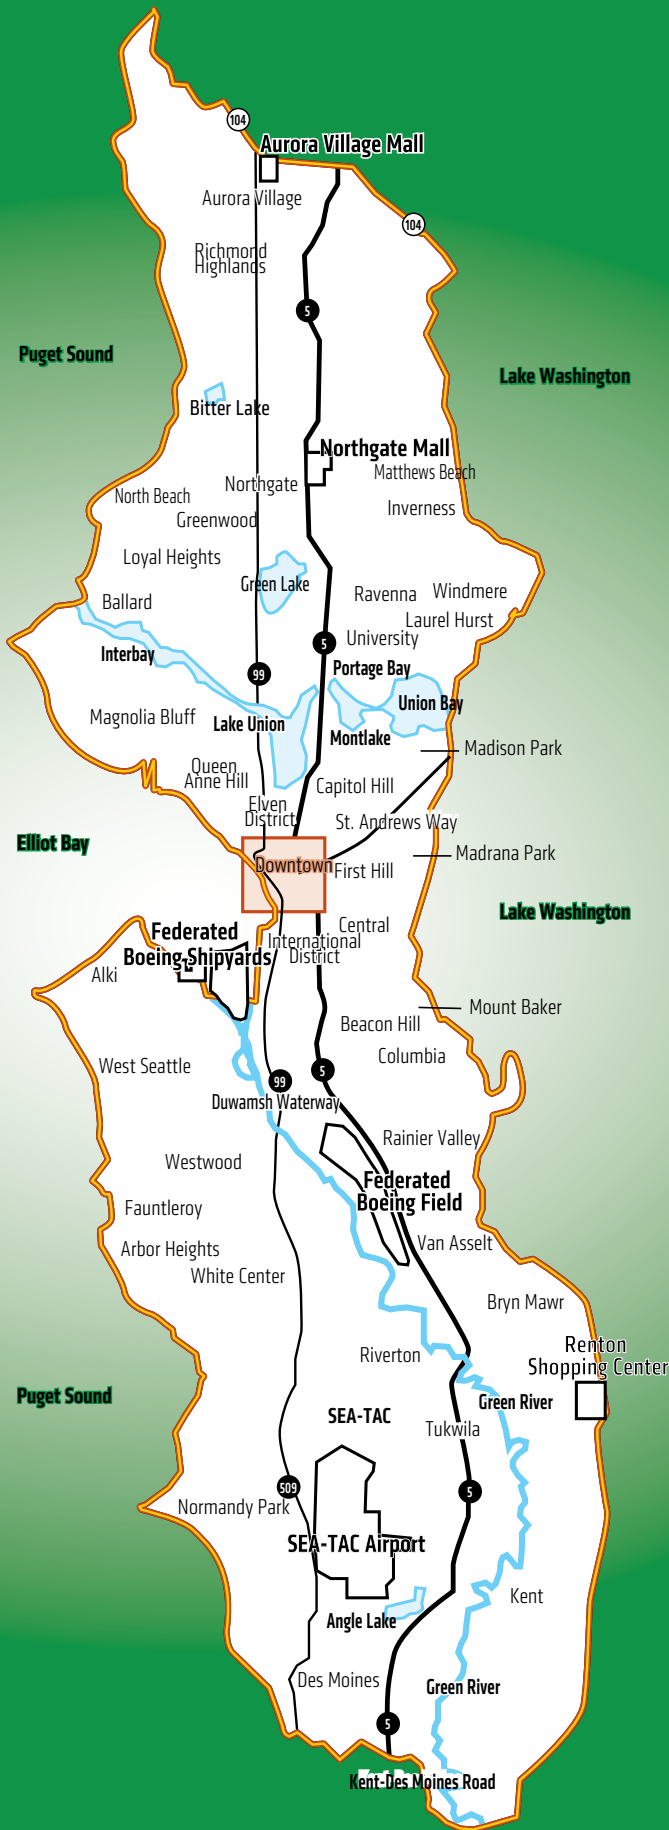 104
Aurora Village Mall
Aurora Village
104
Richmond
Highlands
5
Puget Sound
Lake Washington
Bitter Lake
Northgate Mall
Matthews Beach
Northgate
North Beach
Inverness
Greenwood
Loyal Heights
Green Lake
Ravenna
Windmere
Ballard
Laurel Hurst
University
5
Interbay
Portage Bay
99
Union Bay
Magnolia Bluff
Lake Union
Montlake
Madison Park
Queen
Anne Hill
Capitol Hill
Elven
District
St. Andrews Way
Elliot Bay
Madrana Park
Downtown
First Hill
Lake Washington
Central
Federated
Boeing Shipyards
International
District
Alki
Mount Baker
Beacon Hill
Columbia
West Seattle
5
99
Duwamsh Waterway
Rainier Valley
Westwood
Federated
Boeing Field
Fauntleroy
Van Asselt
Arbor Heights
White Center
Bryn Mawr
Renton
Shopping Center
Riverton
Puget Sound
Green River
SEA-TAC
Tukwila
509
5
Normandy Park
SEA-TAC Airport
Kent
Angle Lake
Des Moines
Green River
5
Kent-Des Moines Road